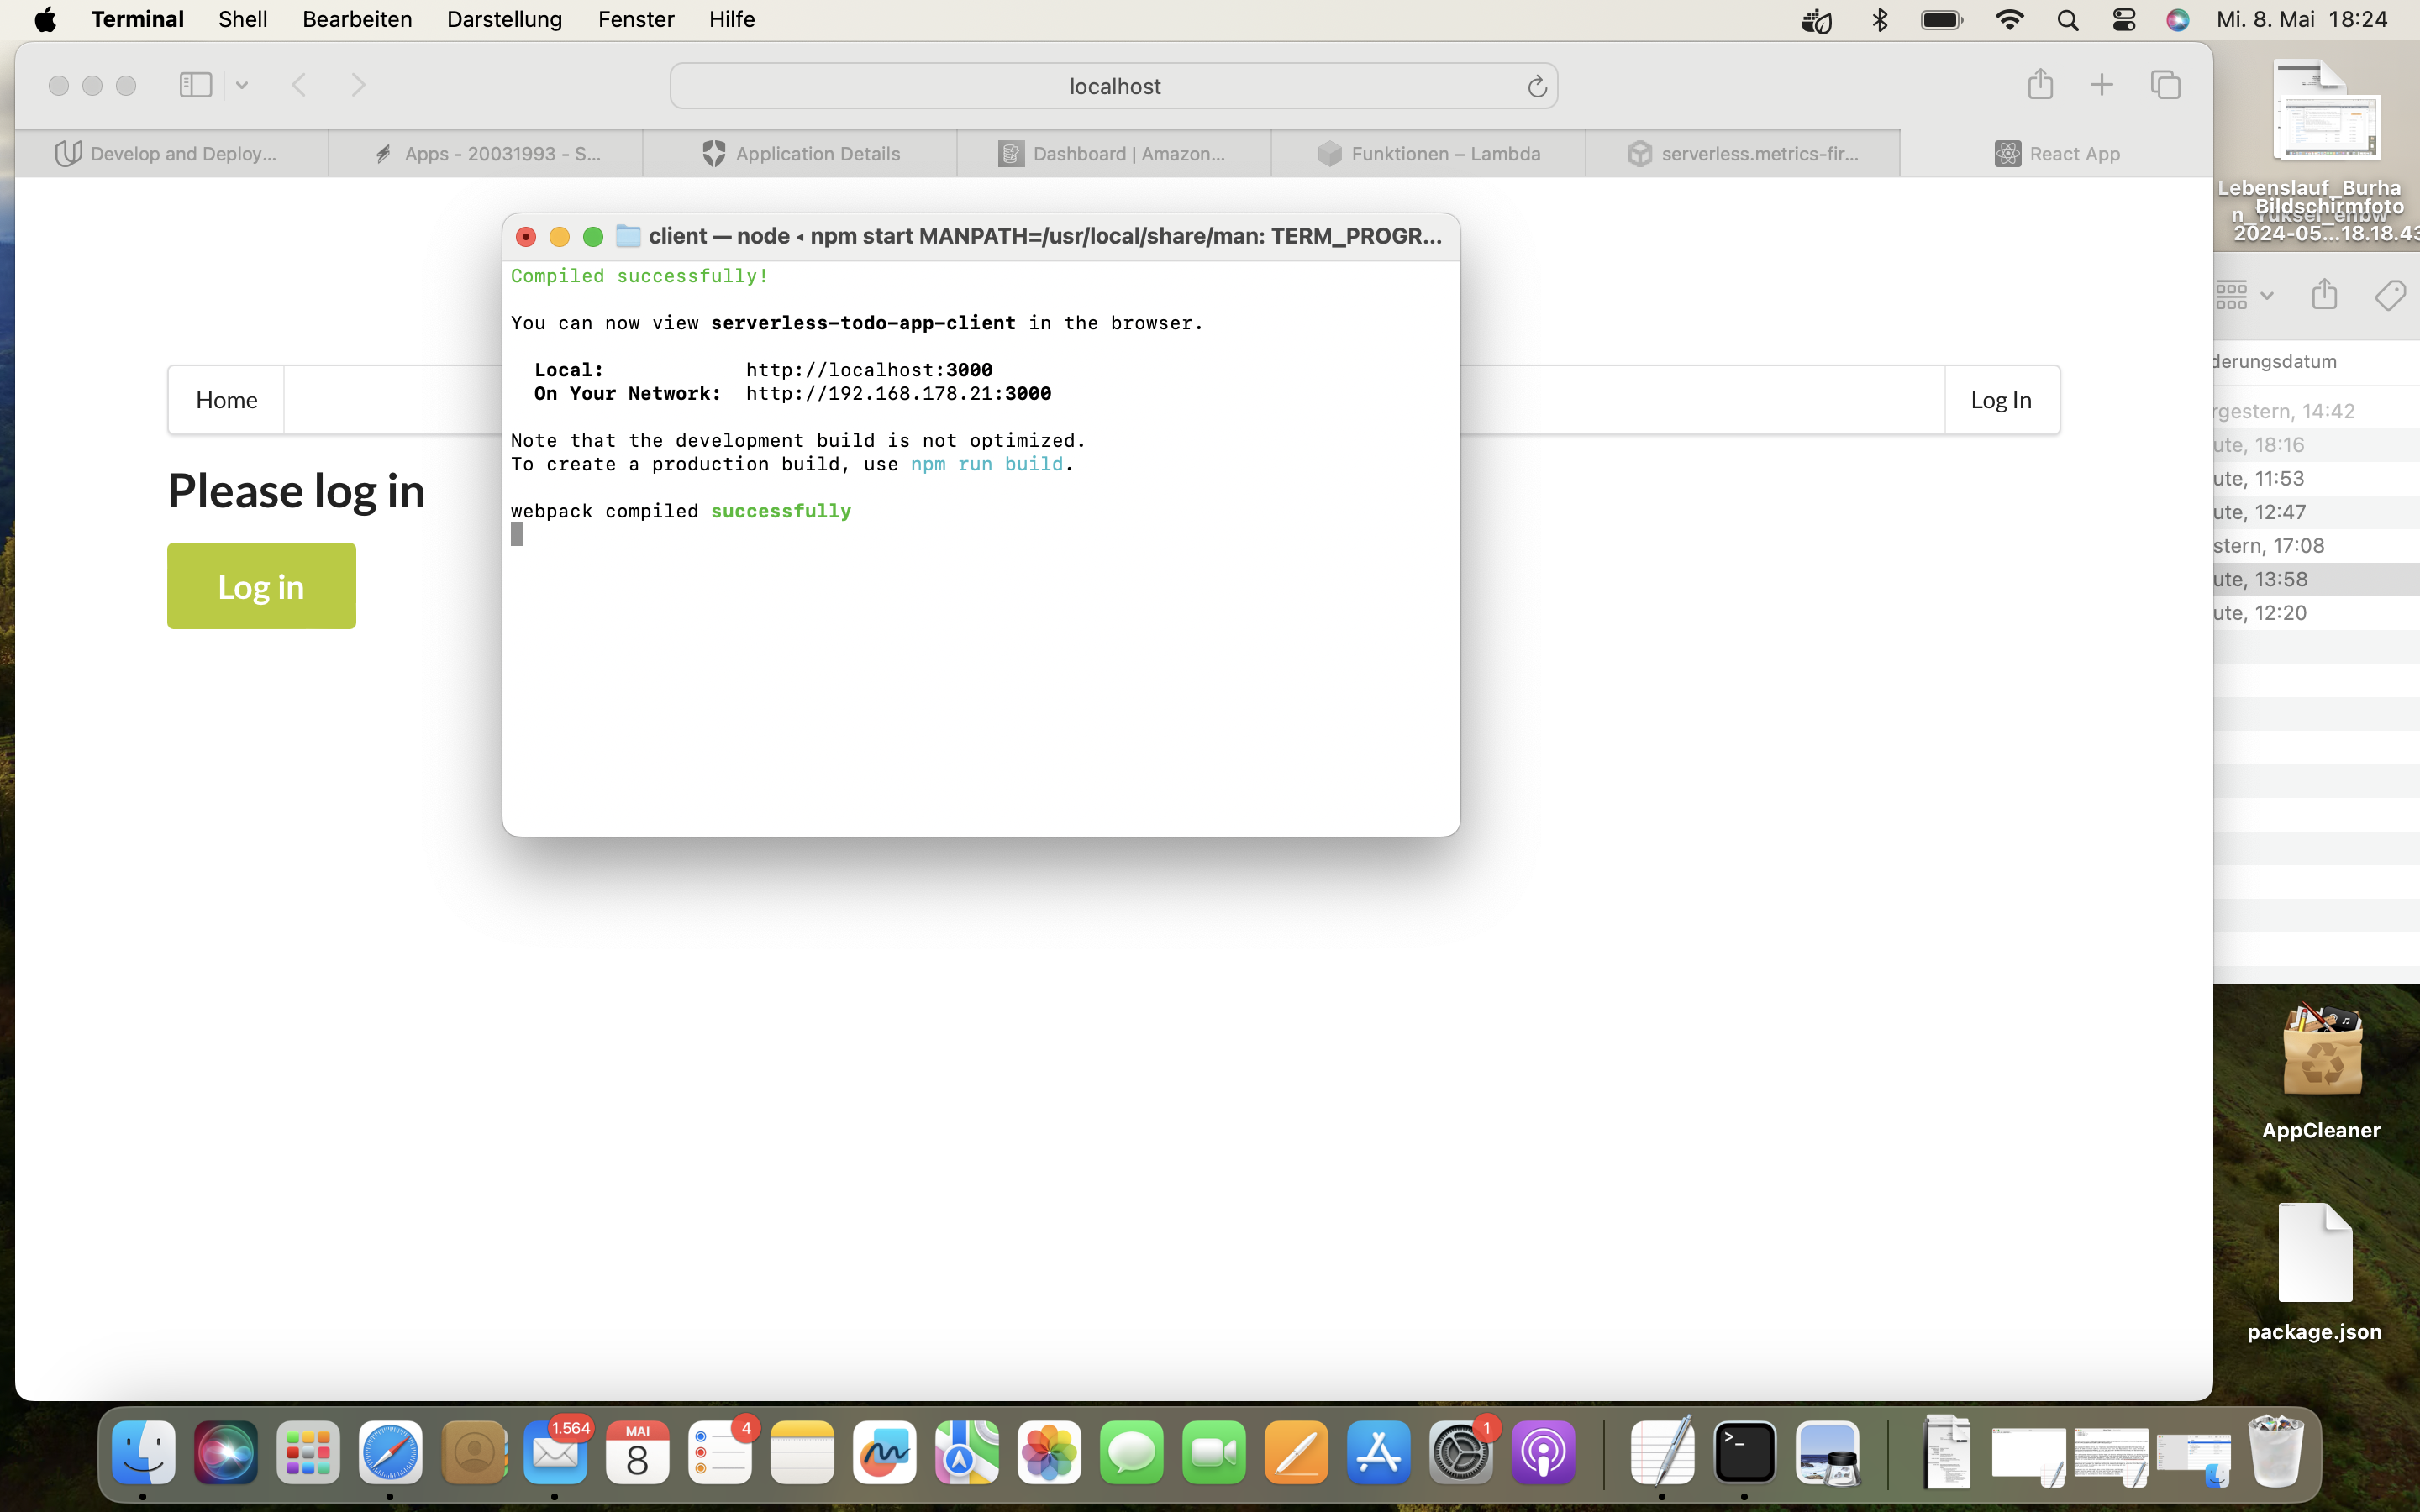 Terminal Shell Bearbeiten Darstellung Fenster Hilfe
Mi. 8. Mai 18:24
localhost
Develop and Deploy...
Apps - 20031993 - S...
Application Details
Dashboard | Amazon...
Funktionen – Lambda
serverless.metrics-fir...
React App
client — node ◂ npm start MANPATH=/usr/local/share/man: TERM_PROGR...
Compiled successfully!
You can now view serverless-todo-app-client in the browser.
Local: http://localhost:3000
On Your Network: http://192.168.178.21:3000
Note that the development build is not optimized.
To create a production build, use npm run build.
webpack compiled successfully
Home
Log In
Please log in
Log in
Lebenslauf_Burha
Bildschirmfoto
2024-05...18.18.43
derungsdatum
rgestern, 14:42
ute, 18:16
ute, 11:53
ute, 12:47
stern, 17:08
ute, 13:58
ute, 12:20
AppCleaner
package.json
1.564
MAI
8
4
1